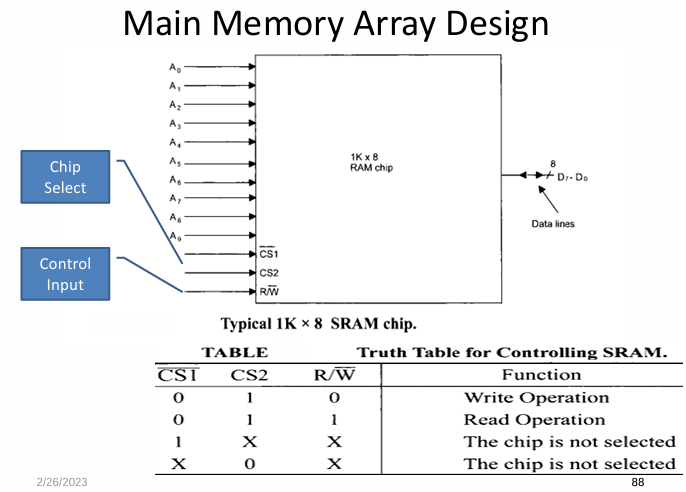 Main Memory Array Design
A0
A1
A2
A3
A4
A5
A6
A7
A8
A9
C̅S̅1̅
CS2
R/W̅
Chip
Select
Control
Input
1K x 8
RAM chip
8
D7 - D0
Data lines
Typical 1K × 8 SRAM chip.
TABLE Truth Table for Controlling SRAM.
C̅S̅1̅ CS2 R/W̅ Function
0 1 0 Write Operation
0 1 1 Read Operation
1 X X The chip is not selected
X 0 X The chip is not selected
2/26/2023 88